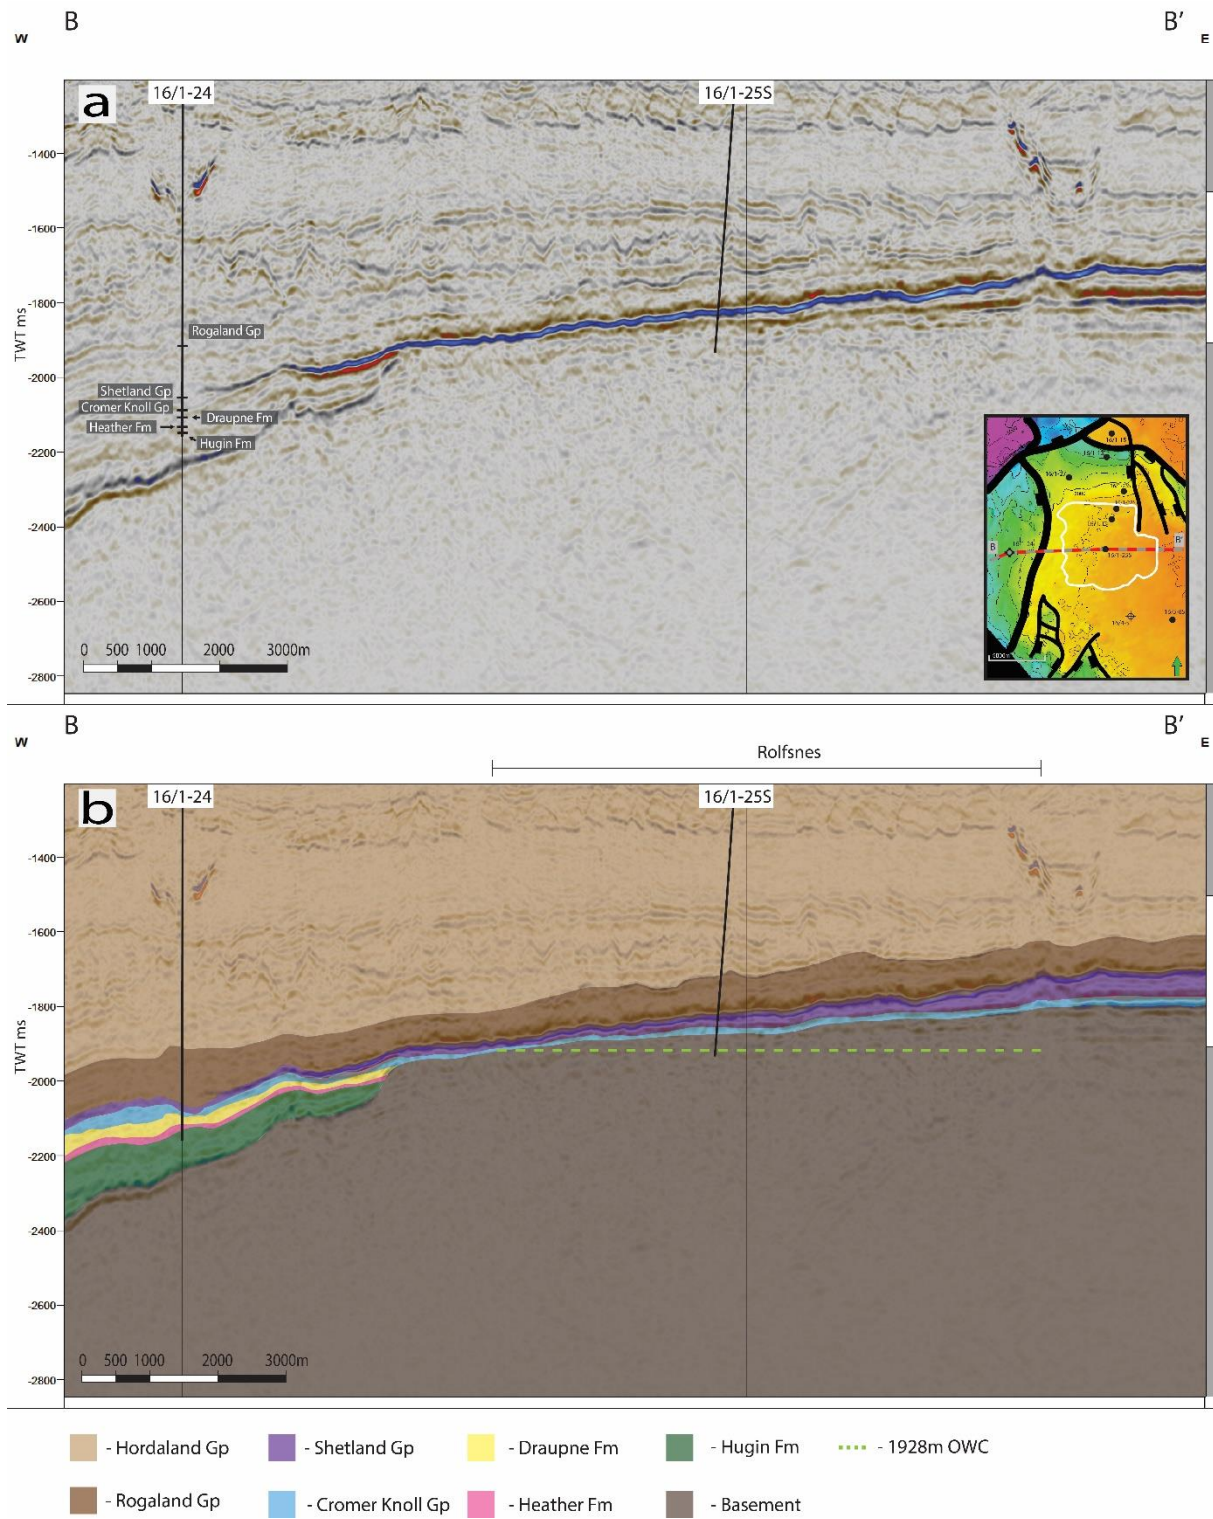 B B'
W E
a
16/1-24 16/1-25S
-1400
-1600
-1800
-2000
-2200
-2400
-2600
-2800
TWT ms
Rogaland Gp
Shetland Gp
Cromer Knoll Gp
Draupne Fm
Heather Fm
Hugin Fm
0 500 1000 2000 3000m
B B'
B B'
W E
Rolfsnes
b
16/1-24 16/1-25S
-1400
-1600
-1800
-2000
-2200
-2400
-2600
-2800
TWT ms
0 500 1000 2000 3000m
- Hordaland Gp - Shetland Gp - Draupne Fm - Hugin Fm - 1928m OWC
- Rogaland Gp - Cromer Knoll Gp - Heather Fm - Basement